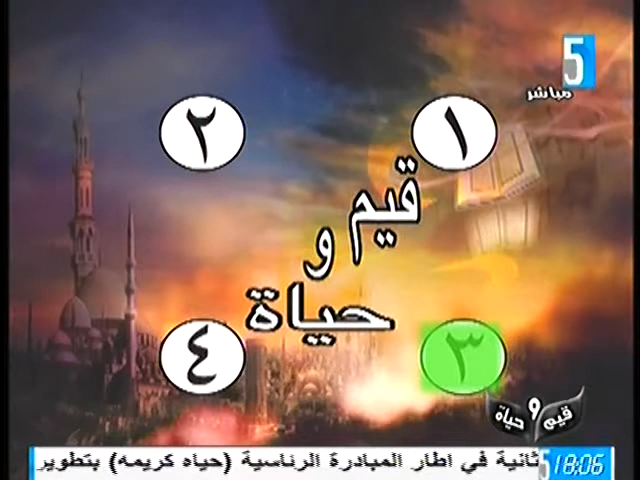 5
مباشر
١
٢
قيم
و
حياة
٣
٤
قيم و حياة
ثانية في اطار المبادرة الرئاسية (حياه كريمه) بتطوير
5 18:06